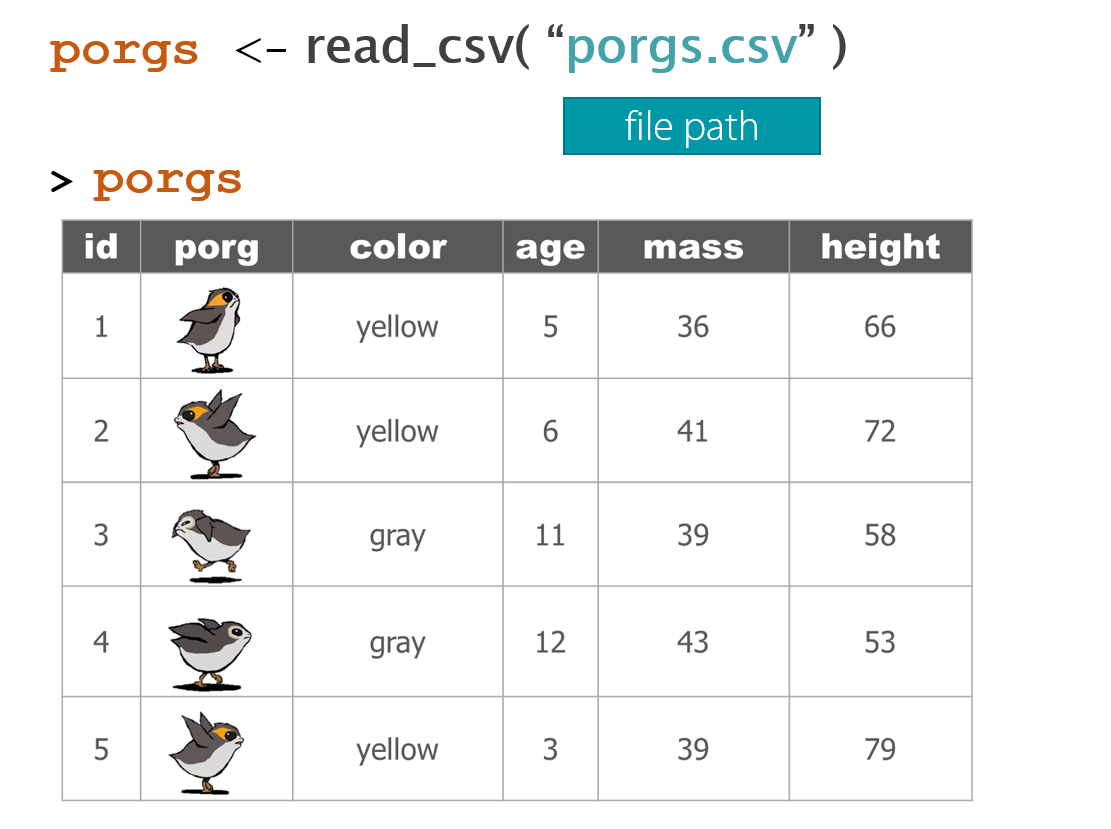 porgs <- read_csv( “porgs.csv” )
file path
> porgs
id porg color age mass height
1 yellow 5 36 66
2 yellow 6 41 72
3 gray 11 39 58
4 gray 12 43 53
5 yellow 3 39 79